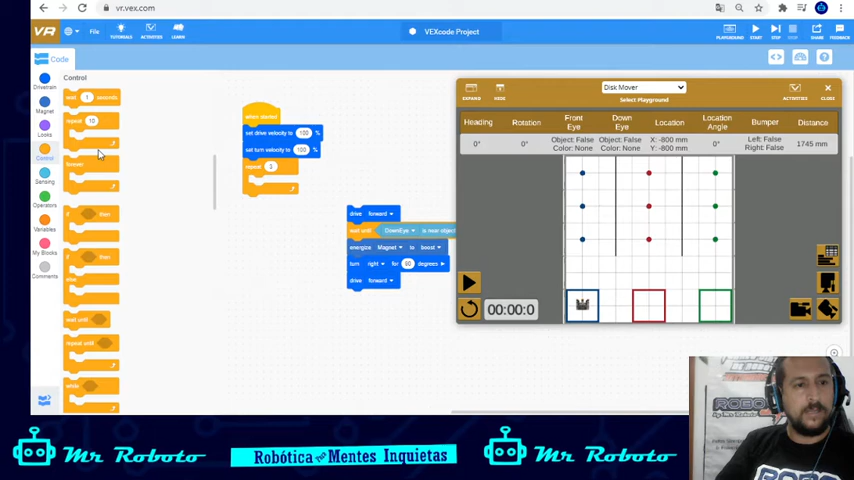 vr.vex.com
VR File TUTORIALS ACTIVITIES LEARN VEXcode Project PLAYGROUND START STEP STOP SHARE FEEDBACK
Code
Control
Drivetrain
Magnet
Looks
Control
Sensing
Operators
Variables
My Blocks
Comments
wait 1 seconds
repeat 10
forever
if then
if then
else
wait until
repeat until
while
when started
set drive velocity to 100 %
set turn velocity to 100 %
repeat 3
drive forward
wait until DownEye is near object
energize Magnet to boost
turn right for 90 degrees
drive forward
EXPAND HIDE Disk Mover ACTIVITIES CLOSE
Select Playground
Heading Rotation Front Eye Down Eye Location Location Angle Bumper Distance
0° 0° Object: False Color: None Object: False Color: None X: -800 mm Y: -800 mm 0° Left: False Right: False 1745 mm
00:00:0
Mr Roboto Robótica Para Mentes Inquietas Mr Roboto